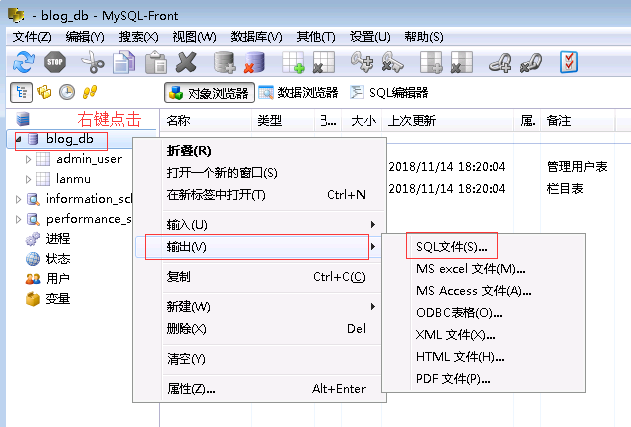 - blog_db - MySQL-Front
文件(Z) 编辑(Y) 搜索(X) 视图(W) 数据库(V) 其他(T) 设置(U) 帮助(S)
STOP
对象浏览器 数据浏览器 SQL编辑器
右键点击
名称 类型 大小 上次更新 属. 备注
blog_db
admin_user
lanmu
information_scl
performance_s
进程
状态
用户
变量
2018/11/14 18:20:04 管理用户表
2018/11/14 18:20:04 栏目表
折叠(R)
打开一个新的窗口(S)
在新标签中打开(T) Ctrl+N
输入(U)
输出(V)
复制 Ctrl+C(C)
新建(W)
删除(X) Del
清空(Y)
属性(Z)... Alt+Enter
SQL文件(S)...
MS excel 文件(M)...
MS Access 文件(A)...
ODBC表格(O)...
XML 文件(X)...
HTML 文件(H)...
PDF 文件(P)...